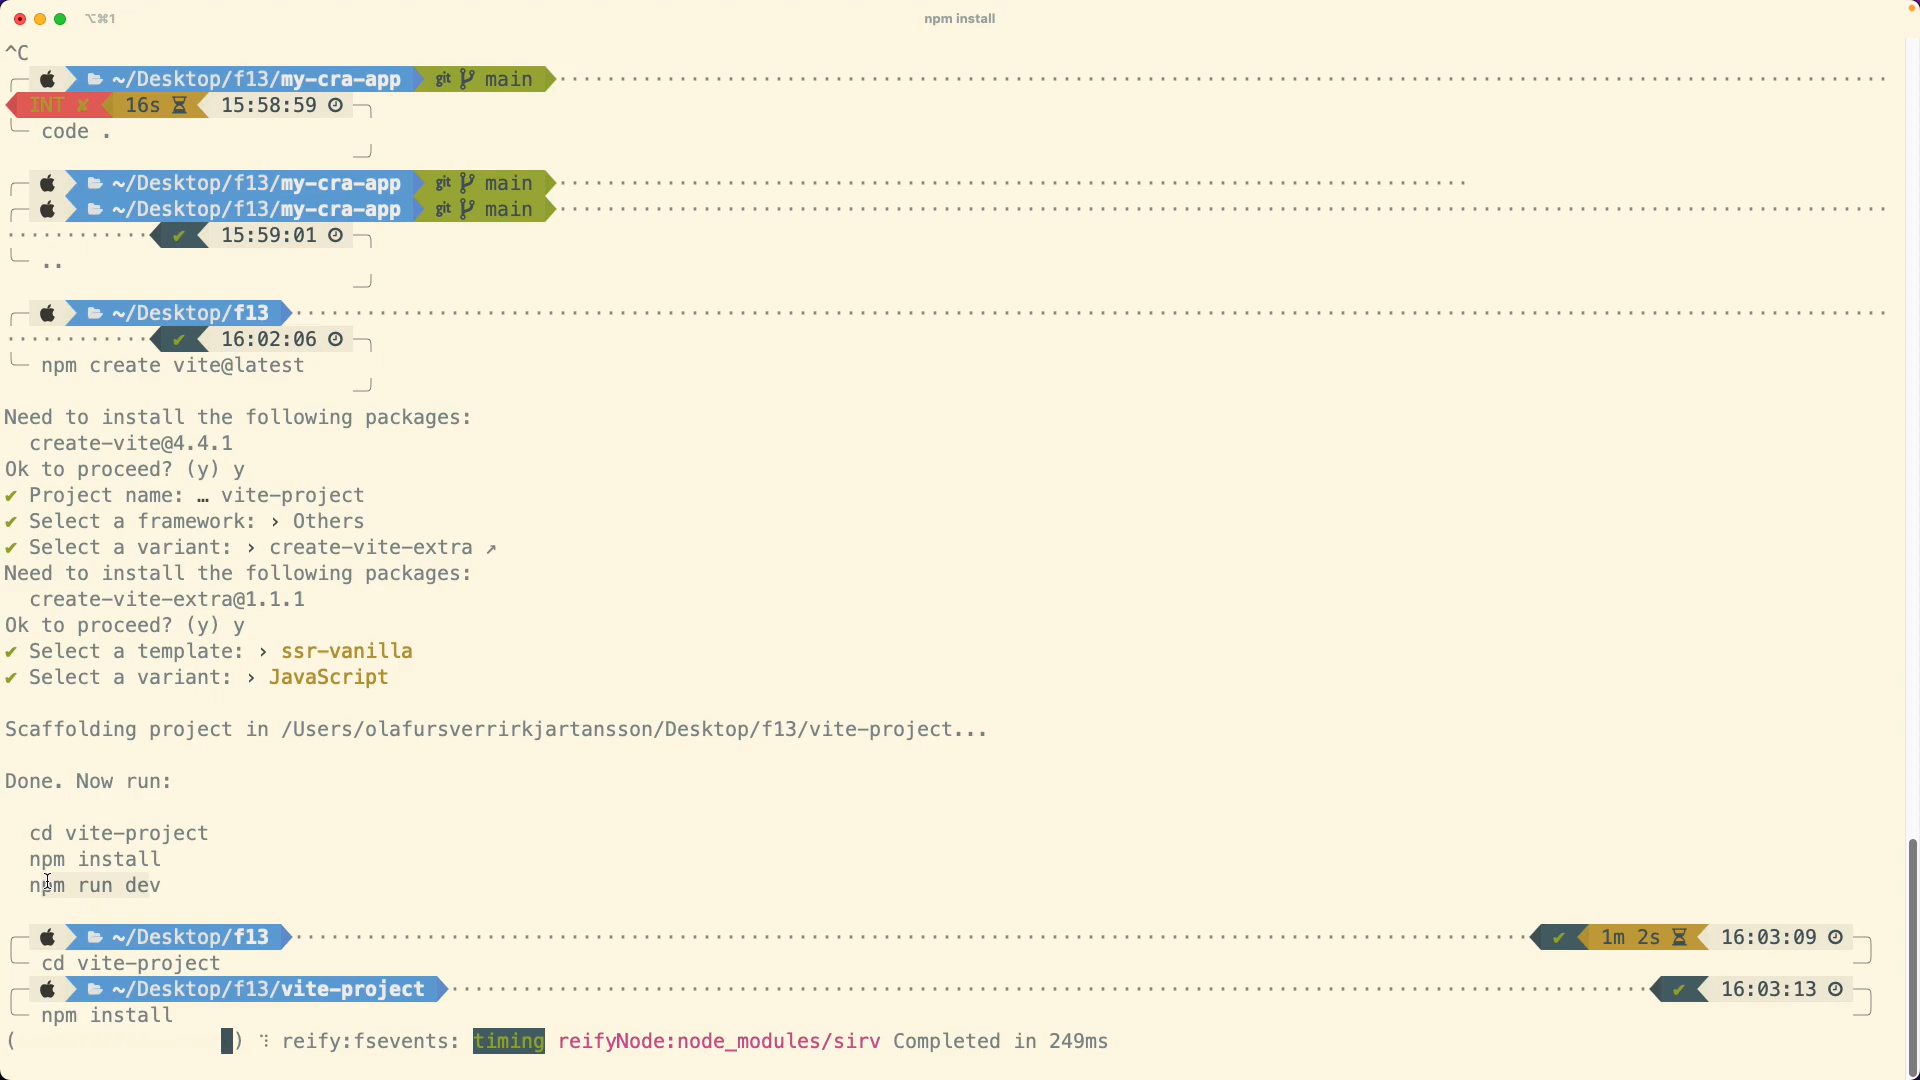 ⌥⌘1
npm install
^C
~/Desktop/f13/my-cra-app git main
INT ✘ 16s 15:58:59
code .
~/Desktop/f13/my-cra-app git main
~/Desktop/f13/my-cra-app git main
✔ 15:59:01
..
~/Desktop/f13
✔ 16:02:06
npm create vite@latest
Need to install the following packages:
create-vite@4.4.1
Ok to proceed? (y) y
✔ Project name: … vite-project
✔ Select a framework: › Others
✔ Select a variant: › create-vite-extra ↗
Need to install the following packages:
create-vite-extra@1.1.1
Ok to proceed? (y) y
✔ Select a template: › ssr-vanilla
✔ Select a variant: › JavaScript
Scaffolding project in /Users/olafursverrirkjartansson/Desktop/f13/vite-project...
Done. Now run:
cd vite-project
npm install
npm run dev
~/Desktop/f13 ✔ 1m 2s 16:03:09
cd vite-project
~/Desktop/f13/vite-project ✔ 16:03:13
npm install
( ) ⠹ reify:fsevents: timing reifyNode:node_modules/sirv Completed in 249ms